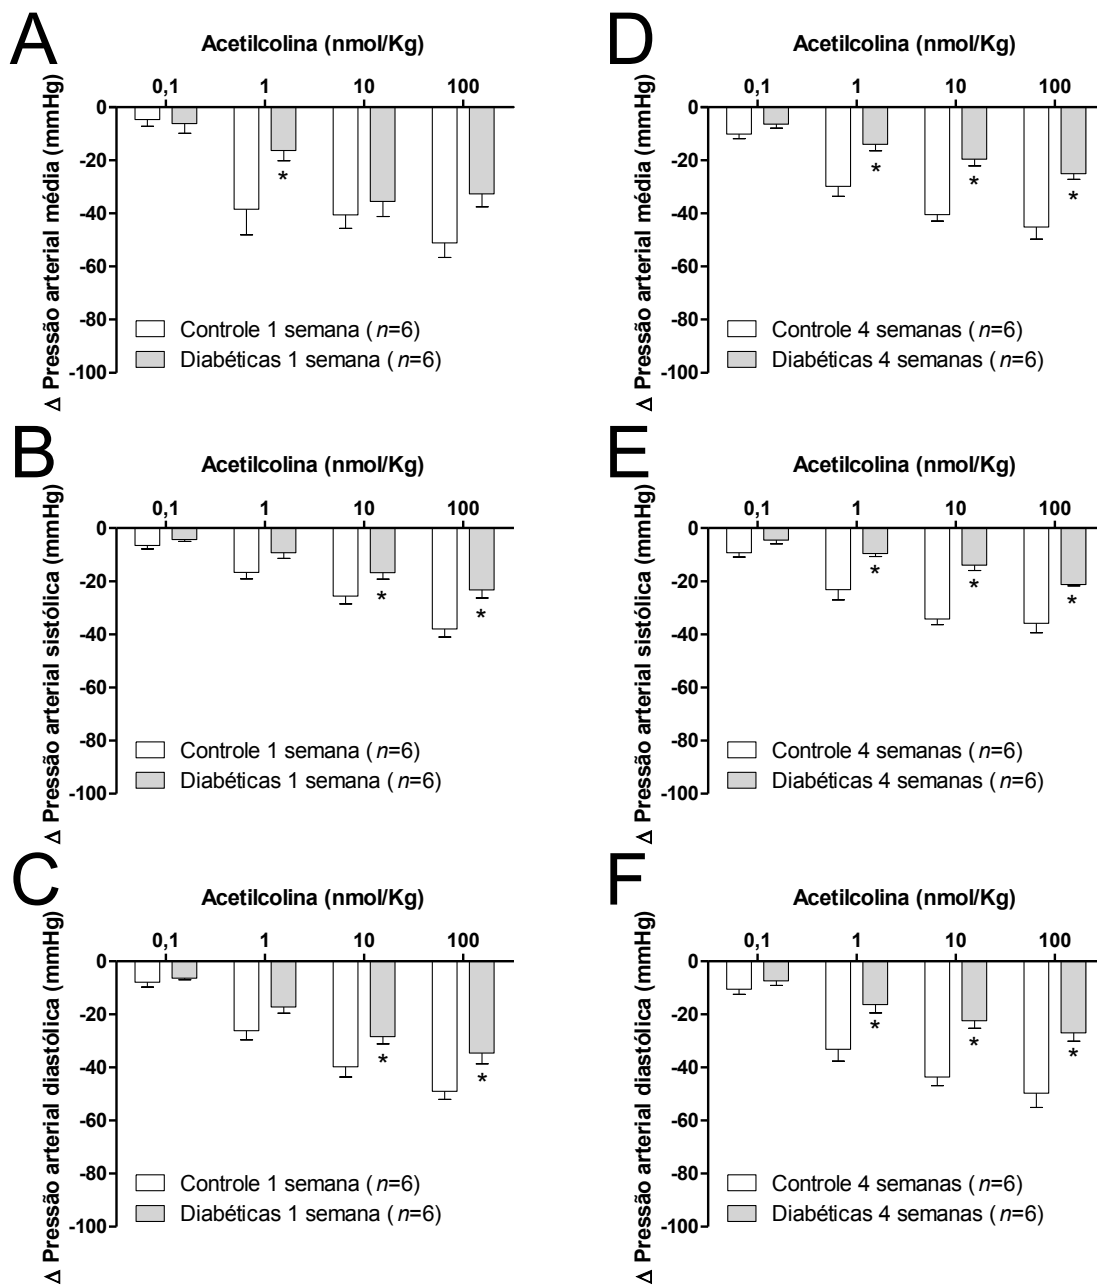 A
Acetilcolina (nmol/Kg)
0,1 1 10 100
Δ Pressão arterial média (mmHg)
0
-20
-40
-60
-80
-100
*
Controle 1 semana (n=6)
Diabéticas 1 semana (n=6)
D
Acetilcolina (nmol/Kg)
0,1 1 10 100
Δ Pressão arterial média (mmHg)
0
-20
-40
-60
-80
-100
* * *
Controle 4 semanas (n=6)
Diabéticas 4 semanas (n=6)
B
Acetilcolina (nmol/Kg)
0,1 1 10 100
Δ Pressão arterial sistólica (mmHg)
0
-20
-40
-60
-80
-100
* *
Controle 1 semana (n=6)
Diabéticas 1 semana (n=6)
E
Acetilcolina (nmol/Kg)
0,1 1 10 100
Δ Pressão arterial sistólica (mmHg)
0
-20
-40
-60
-80
-100
* * *
Controle 4 semanas (n=6)
Diabéticas 4 semanas (n=6)
C
Acetilcolina (nmol/Kg)
0,1 1 10 100
Δ Pressão arterial diastólica (mmHg)
0
-20
-40
-60
-80
-100
* *
Controle 1 semana (n=6)
Diabéticas 1 semana (n=6)
F
Acetilcolina (nmol/Kg)
0,1 1 10 100
Δ Pressão arterial diastólica (mmHg)
0
-20
-40
-60
-80
-100
* * *
Controle 4 semanas (n=6)
Diabéticas 4 semanas (n=6)